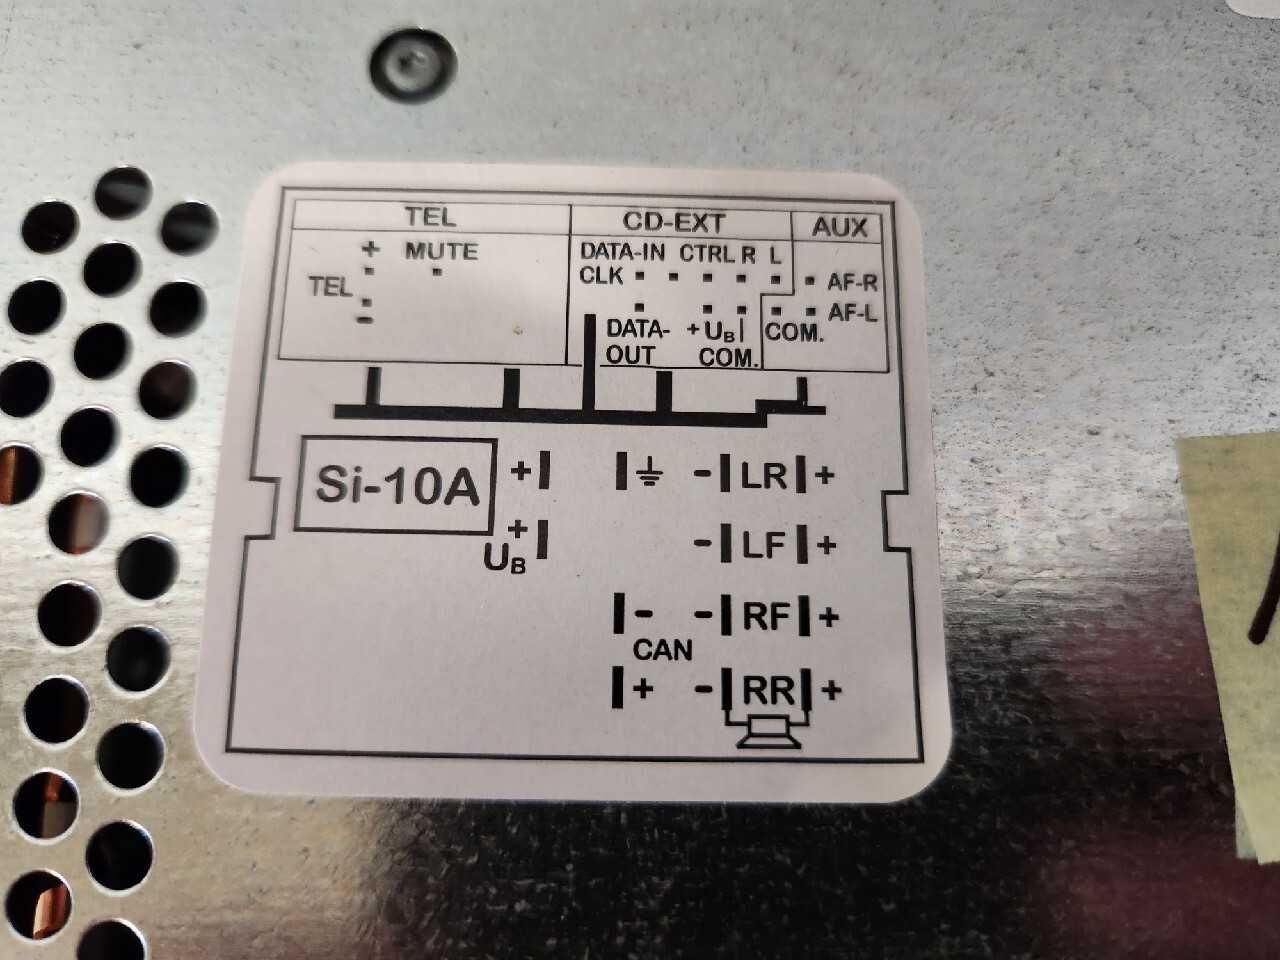 TEL CD-EXT AUX
+ MUTE DATA-IN CTRL R L
TEL CLK AF-R
- AF-L
DATA- +UB COM.
OUT COM.
Si-10A + - LR +
+ - LF +
UB
- - RF +
CAN
+ - RR +